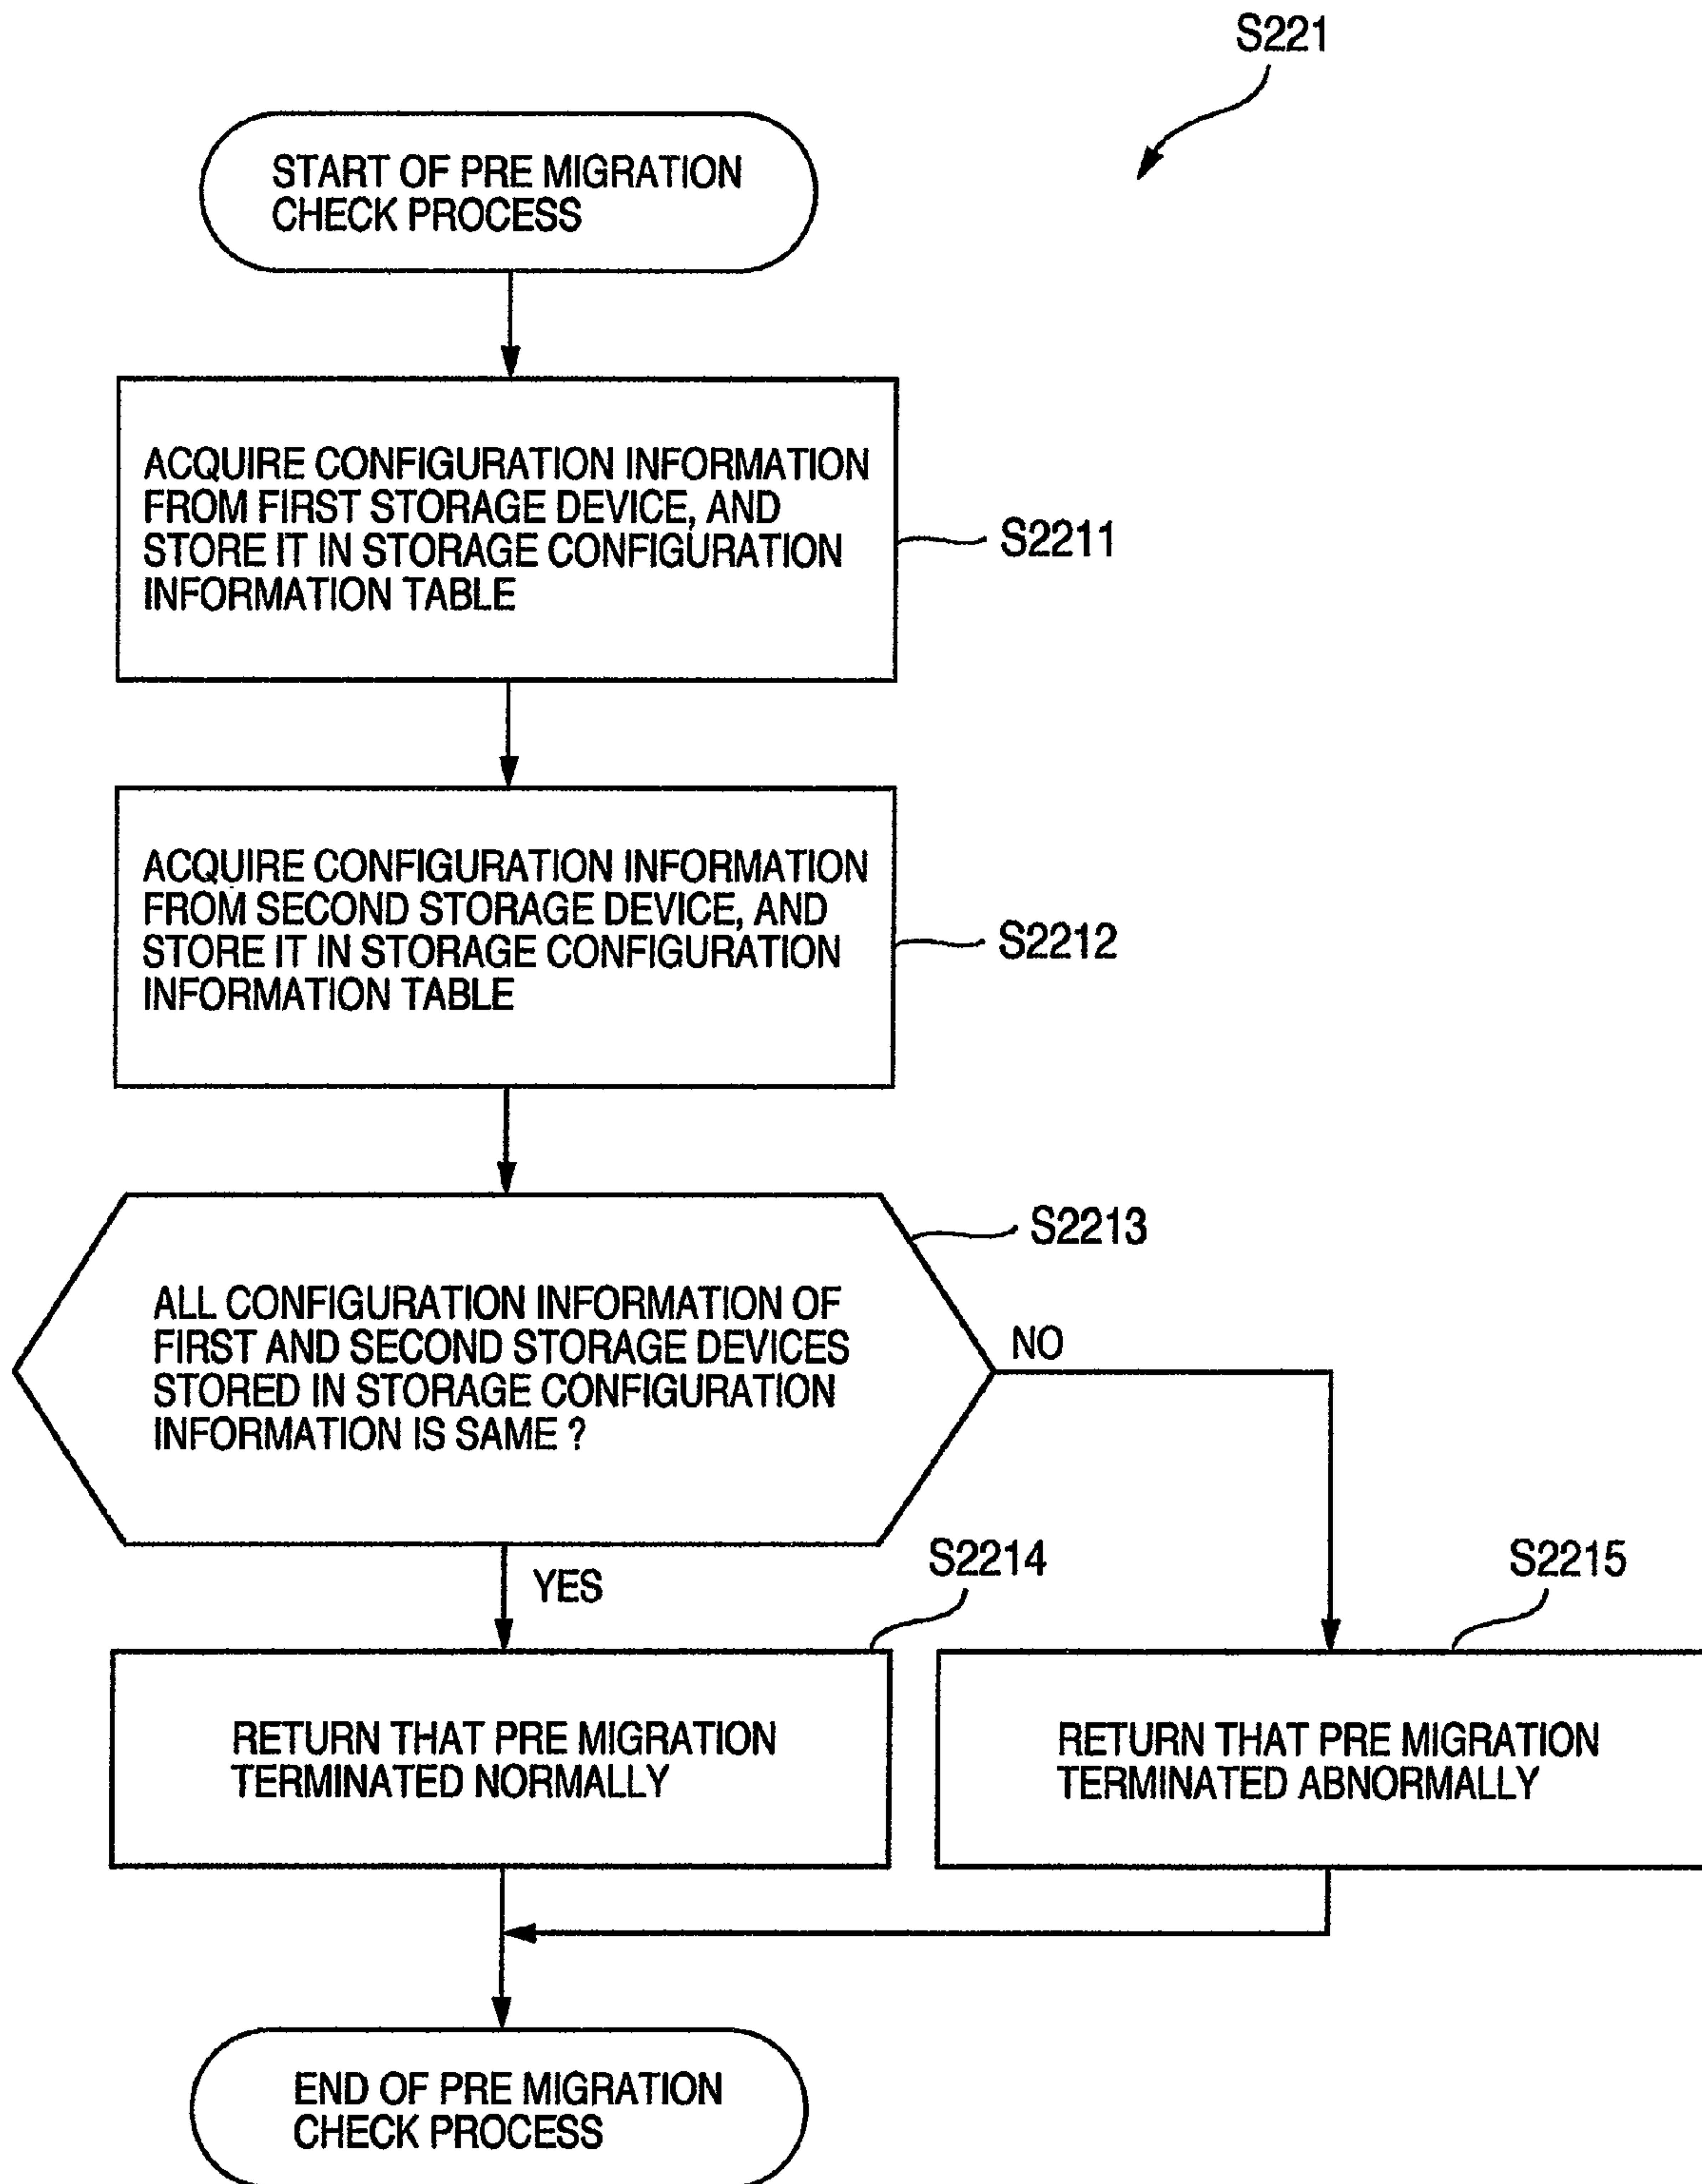 S221
START OF PRE MIGRATION
CHECK PROCESS
ACQUIRE CONFIGURATION INFORMATION
FROM FIRST STORAGE DEVICE, AND
STORE IT IN STORAGE CONFIGURATION
INFORMATION TABLE
S2211
ACQUIRE CONFIGURATION INFORMATION
FROM SECOND STORAGE DEVICE, AND
STORE IT IN STORAGE CONFIGURATION
INFORMATION TABLE
S2212
S2213
ALL CONFIGURATION INFORMATION OF
FIRST AND SECOND STORAGE DEVICES
STORED IN STORAGE CONFIGURATION
INFORMATION IS SAME ?
NO
YES
S2214
S2215
RETURN THAT PRE MIGRATION
TERMINATED NORMALLY
RETURN THAT PRE MIGRATION
TERMINATED ABNORMALLY
END OF PRE MIGRATION
CHECK PROCESS